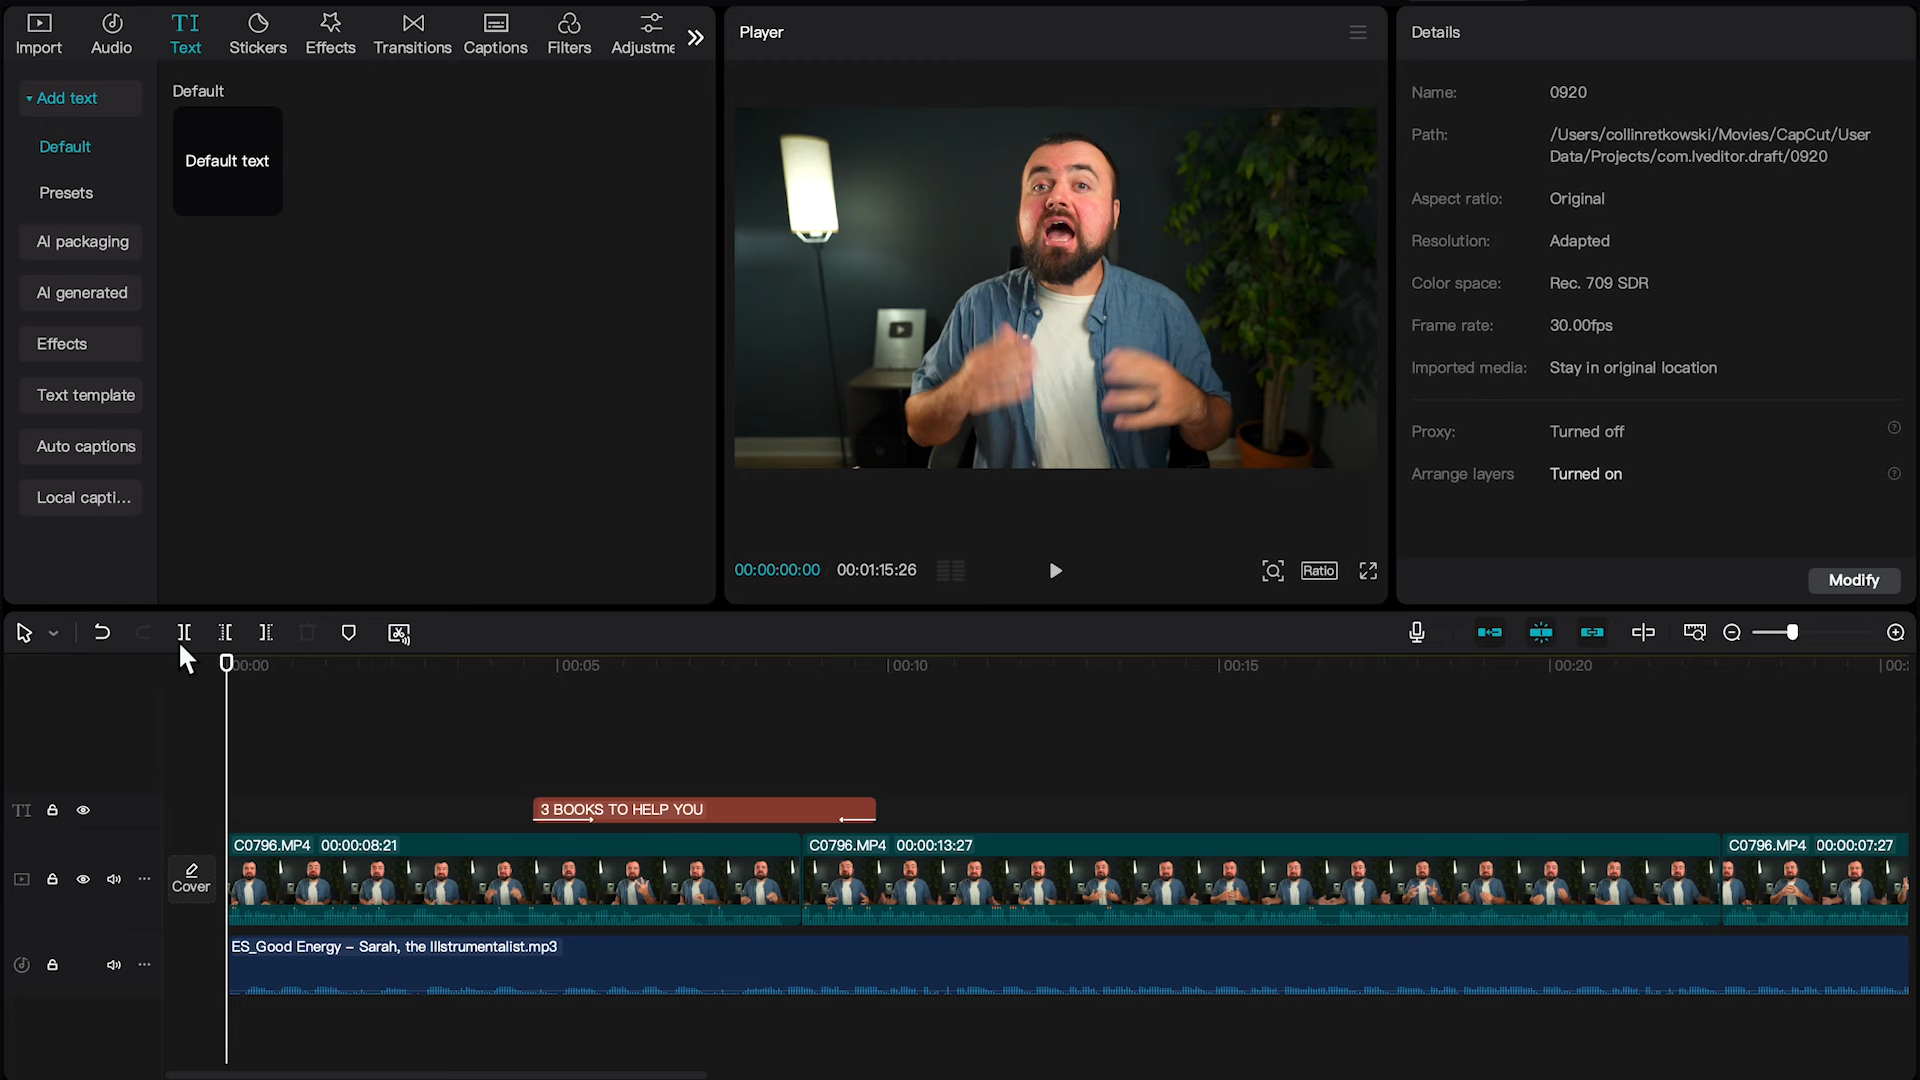 Import
Audio
TI
Text
Stickers
Effects
Transitions
Captions
Filters
Adjustme
Add text
Default
Presets
AI packaging
AI generated
Effects
Text template
Auto captions
Local capti...
Default
Default text
Player
00:00:00:00
00:01:15:26
Ratio
Details
Name: 0920
Path: /Users/collinretkowski/Movies/CapCut/User
Data/Projects/com.lveditor.draft/0920
Aspect ratio: Original
Resolution: Adapted
Color space: Rec. 709 SDR
Frame rate: 30.00fps
Imported media: Stay in original location
Proxy: Turned off
Arrange layers Turned on
Modify
00:00
00:05
00:10
00:15
00:20
00:
TI
3 BOOKS TO HELP YOU
Cover
C0796.MP4 00:00:08:21
C0796.MP4 00:00:13:27
C0796.MP4 00:00:07:27
ES_Good Energy – Sarah, the Illstrumentalist.mp3